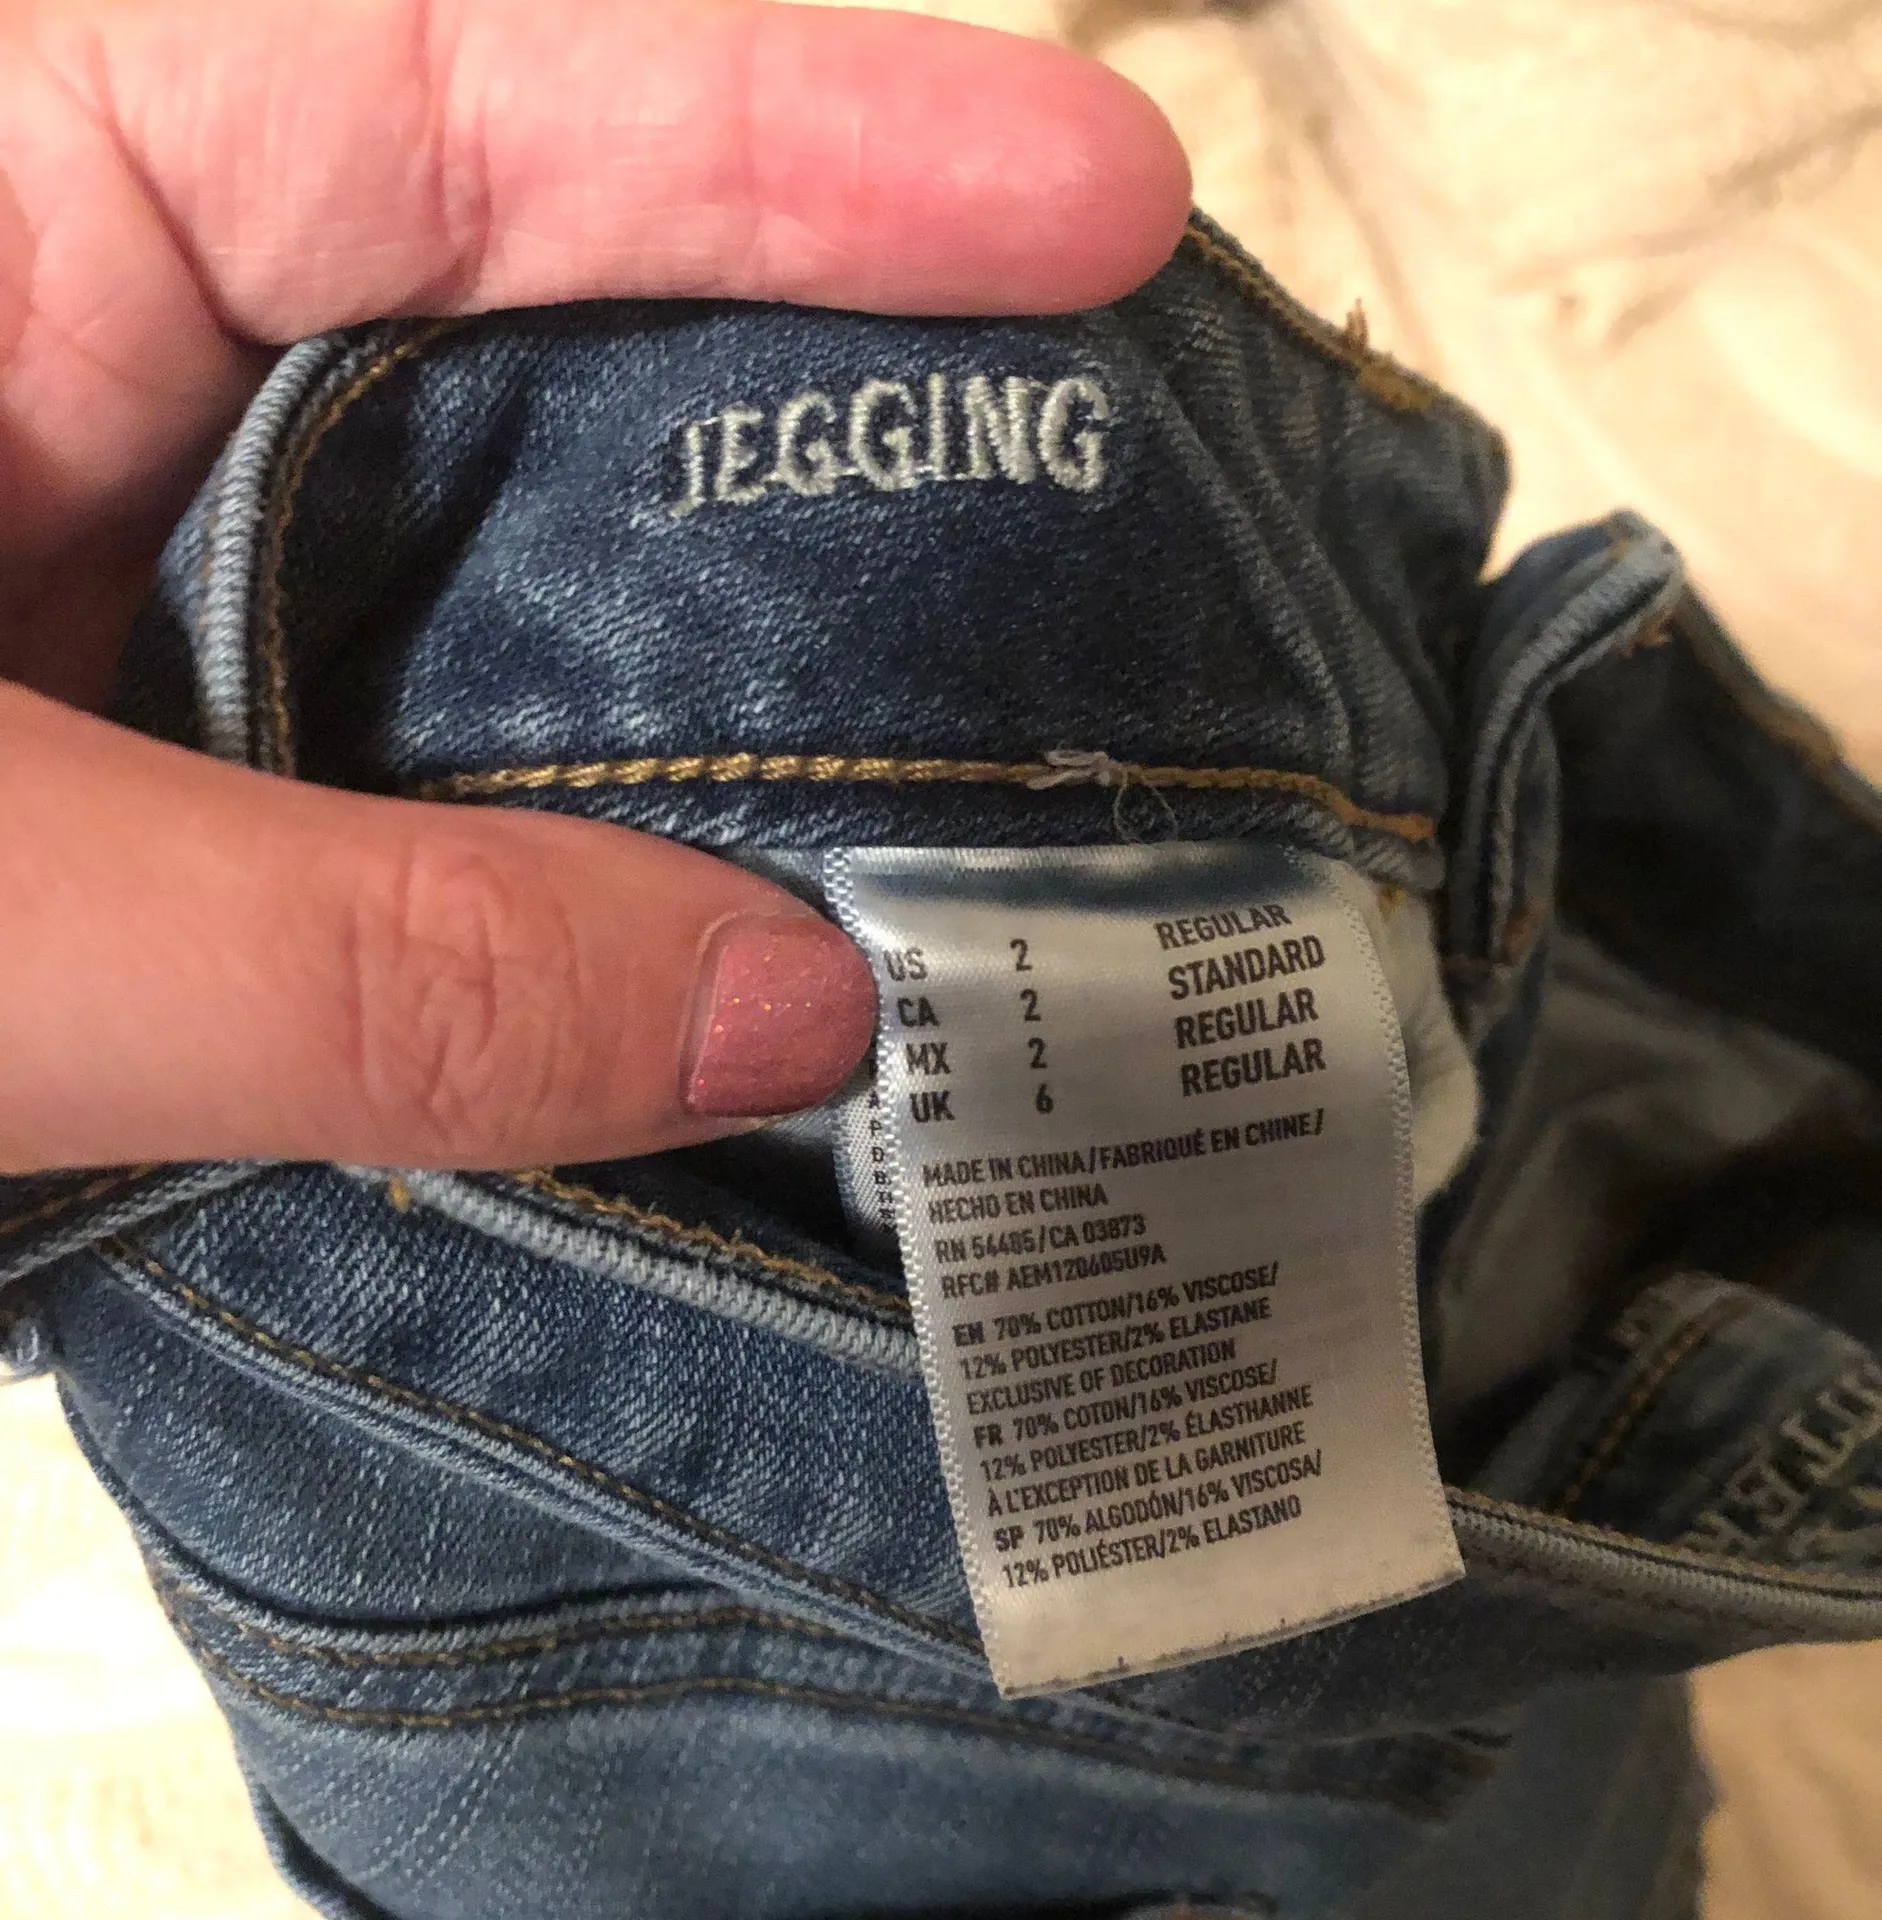 JEGGING
US 2 REGULAR
CA 2 STANDARD
MX 2 REGULAR
UK 6 REGULAR
MADE IN CHINA/FABRIQUÉ EN CHINE/
HECHO EN CHINA
RN 54485/CA 03873
RFC# AEM120605U9A
EN 70% COTTON/16% VISCOSE/
12% POLYESTER/2% ELASTANE
EXCLUSIVE OF DECORATION
FR 70% COTON/16% VISCOSE/
12% POLYESTER/2% ÉLASTHANNE
À L'EXCEPTION DE LA GARNITURE
SP 70% ALGODÓN/16% VISCOSA/
12% POLIÉSTER/2% ELASTANO